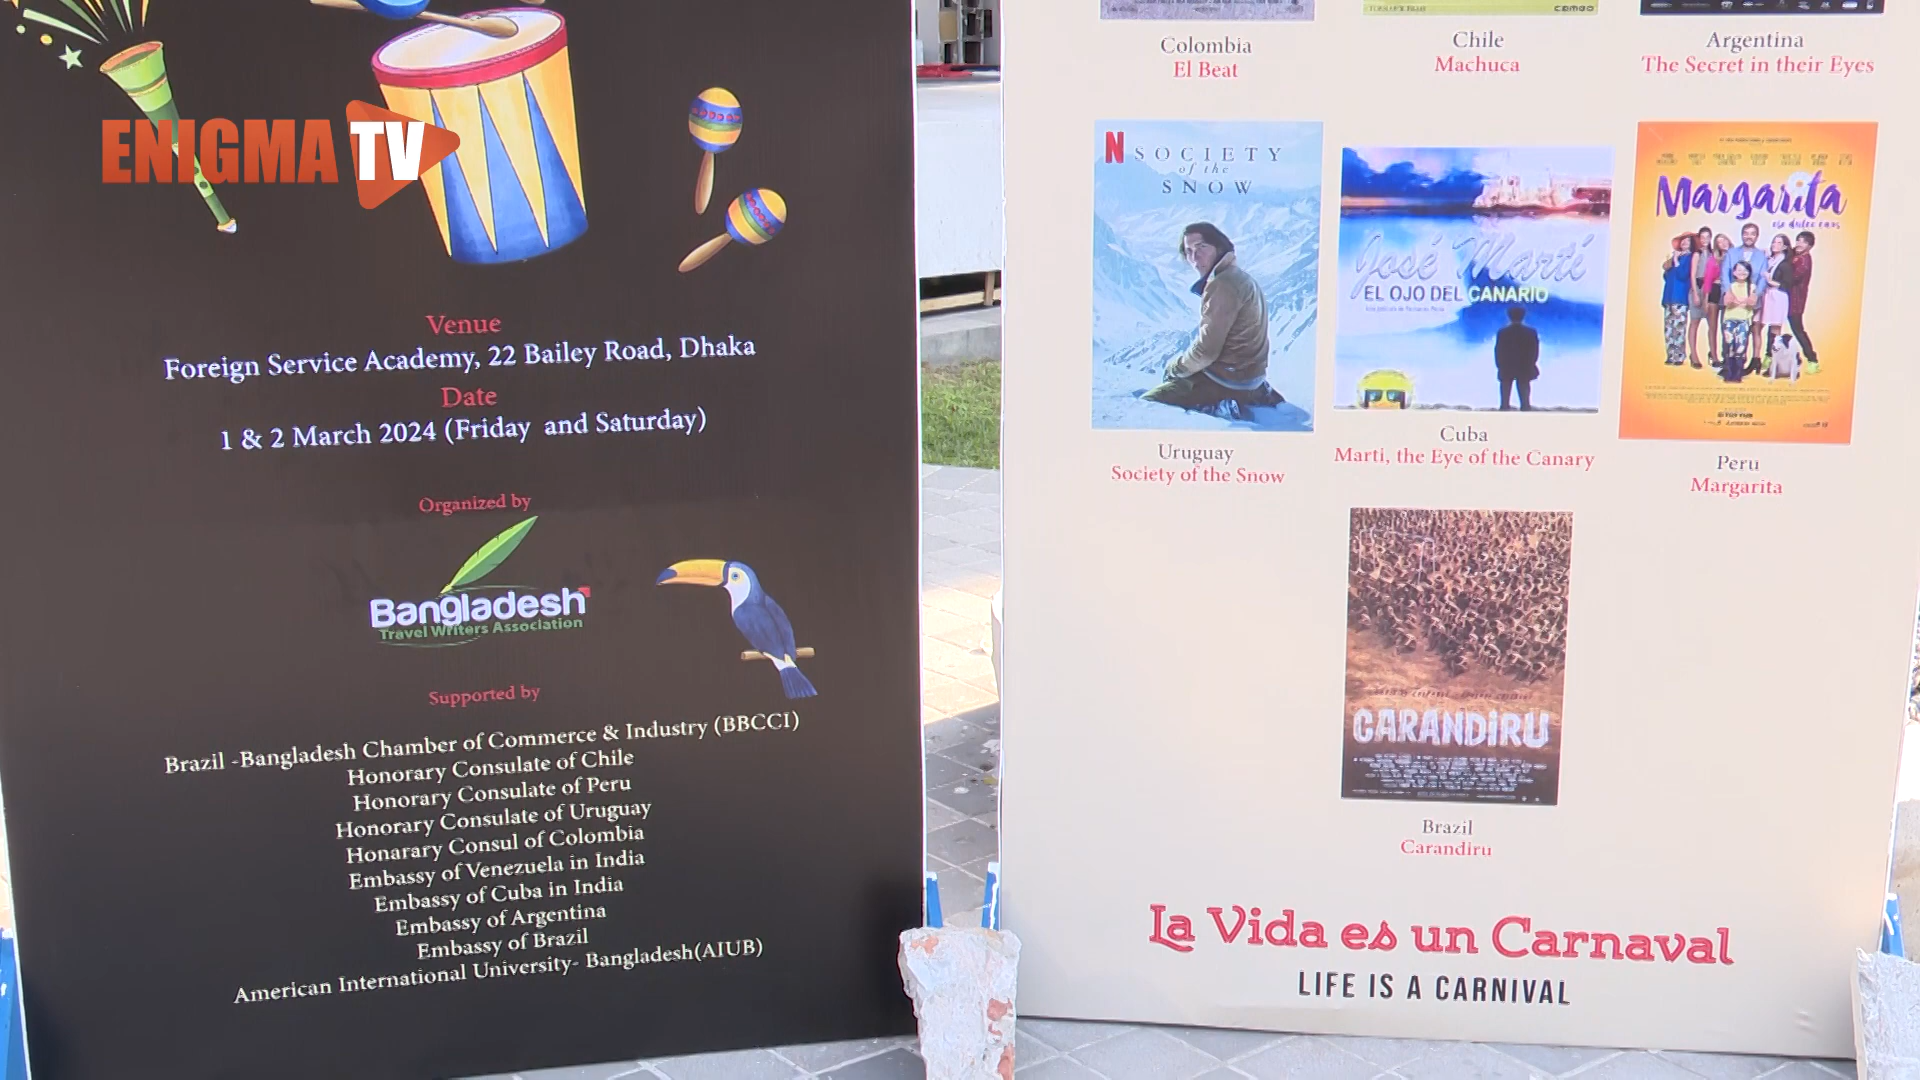 ENIGMA TV
Venue
Foreign Service Academy, 22 Bailey Road, Dhaka
Date
1 & 2 March 2024 (Friday and Saturday)
Organized by
Bangladesh
Travel Writers Association
Supported by
Brazil -Bangladesh Chamber of Commerce & Industry (BBCCI)
Honorary Consulate of Chile
Honorary Consulate of Peru
Honorary Consulate of Uruguay
Honarary Consul of Colombia
Embassy of Venezuela in India
Embassy of Cuba in India
Embassy of Argentina
Embassy of Brazil
American International University- Bangladesh(AIUB)
cameo
Colombia
El Beat
Chile
Machuca
Argentina
The Secret in their Eyes
N
SOCIETY
of the
SNOW
Uruguay
Society of the Snow
José Martí
EL OJO DEL CANARIO
Cuba
Marti, the Eye of the Canary
Margarita
ese dulce caos
Peru
Margarita
CARANDIRU
Brazil
Carandiru
La Vida es un Carnaval
LIFE IS A CARNIVAL